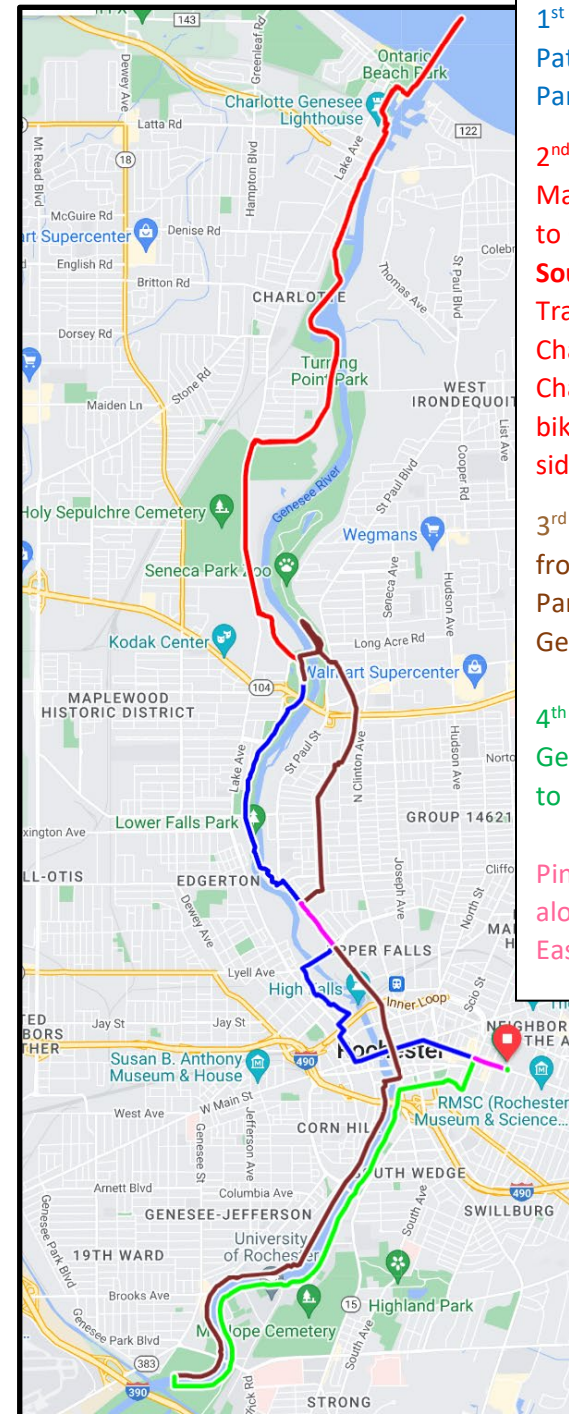 143
Dewey Ave
Greenleaf Rd
Ontario
Beach Park
Charlotte Genesee
Lighthouse
Latta Rd
Mt Read Blvd
Hampton Blvd
Lake Ave
122
18
McGuire Rd
art Supercenter
Denise Rd
English Rd
Britton Rd
Colebr
CHARLOTTE
Thomas Ave
St Paul Blvd
Dorsey Rd
Stone Rd
Turning
Point Park
Maiden Ln
WEST
IRONDEQUOIT
List Ave
Cooper Rd
St Paul Blvd
Genesee River
Holy Sepulchre Cemetery
Wegmans
Seneca Park Zoo
Seneca Ave
Hudson Ave
Kodak Center
Long Acre Rd
104
Walmart Supercenter
MAPLEWOOD
HISTORIC DISTRICT
Lake Ave
St Paul St
N Clinton Ave
Hudson Ave
Norto
Lower Falls Park
GROUP 14621
xington Ave
LL-OTIS
EDGERTON
Dewey Ave
Joseph Ave
Cliffo
North St
UPPER FALLS
Lyell Ave
High Falls
Inner Loop
Scio St
Jay St
Jay St
NEIGHBOR
THE A
Rochester
Susan B. Anthony
Museum & House
490
RMSC (Rochester
Museum & Science...
West Ave
W Main St
Genesee St
Jefferson Ave
CORN HILL
SOUTH WEDGE
490
SWILLBURG
Arnett Blvd
Columbia Ave
South Ave
GENESEE-JEFFERSON
Genesee Park Blvd
19TH WARD
University
of Rochester
Brooks Ave
15
Highland Park
Mt Hope Cemetery
Genesee Park Blvd
383
390
South Ave
STRONG
1st
Pat
Par
2nd
Ma
to
Sou
Tra
Cha
Cha
bik
sid
3rd
fro
Par
Ge
4th
Ge
to
Pin
alo
Eas